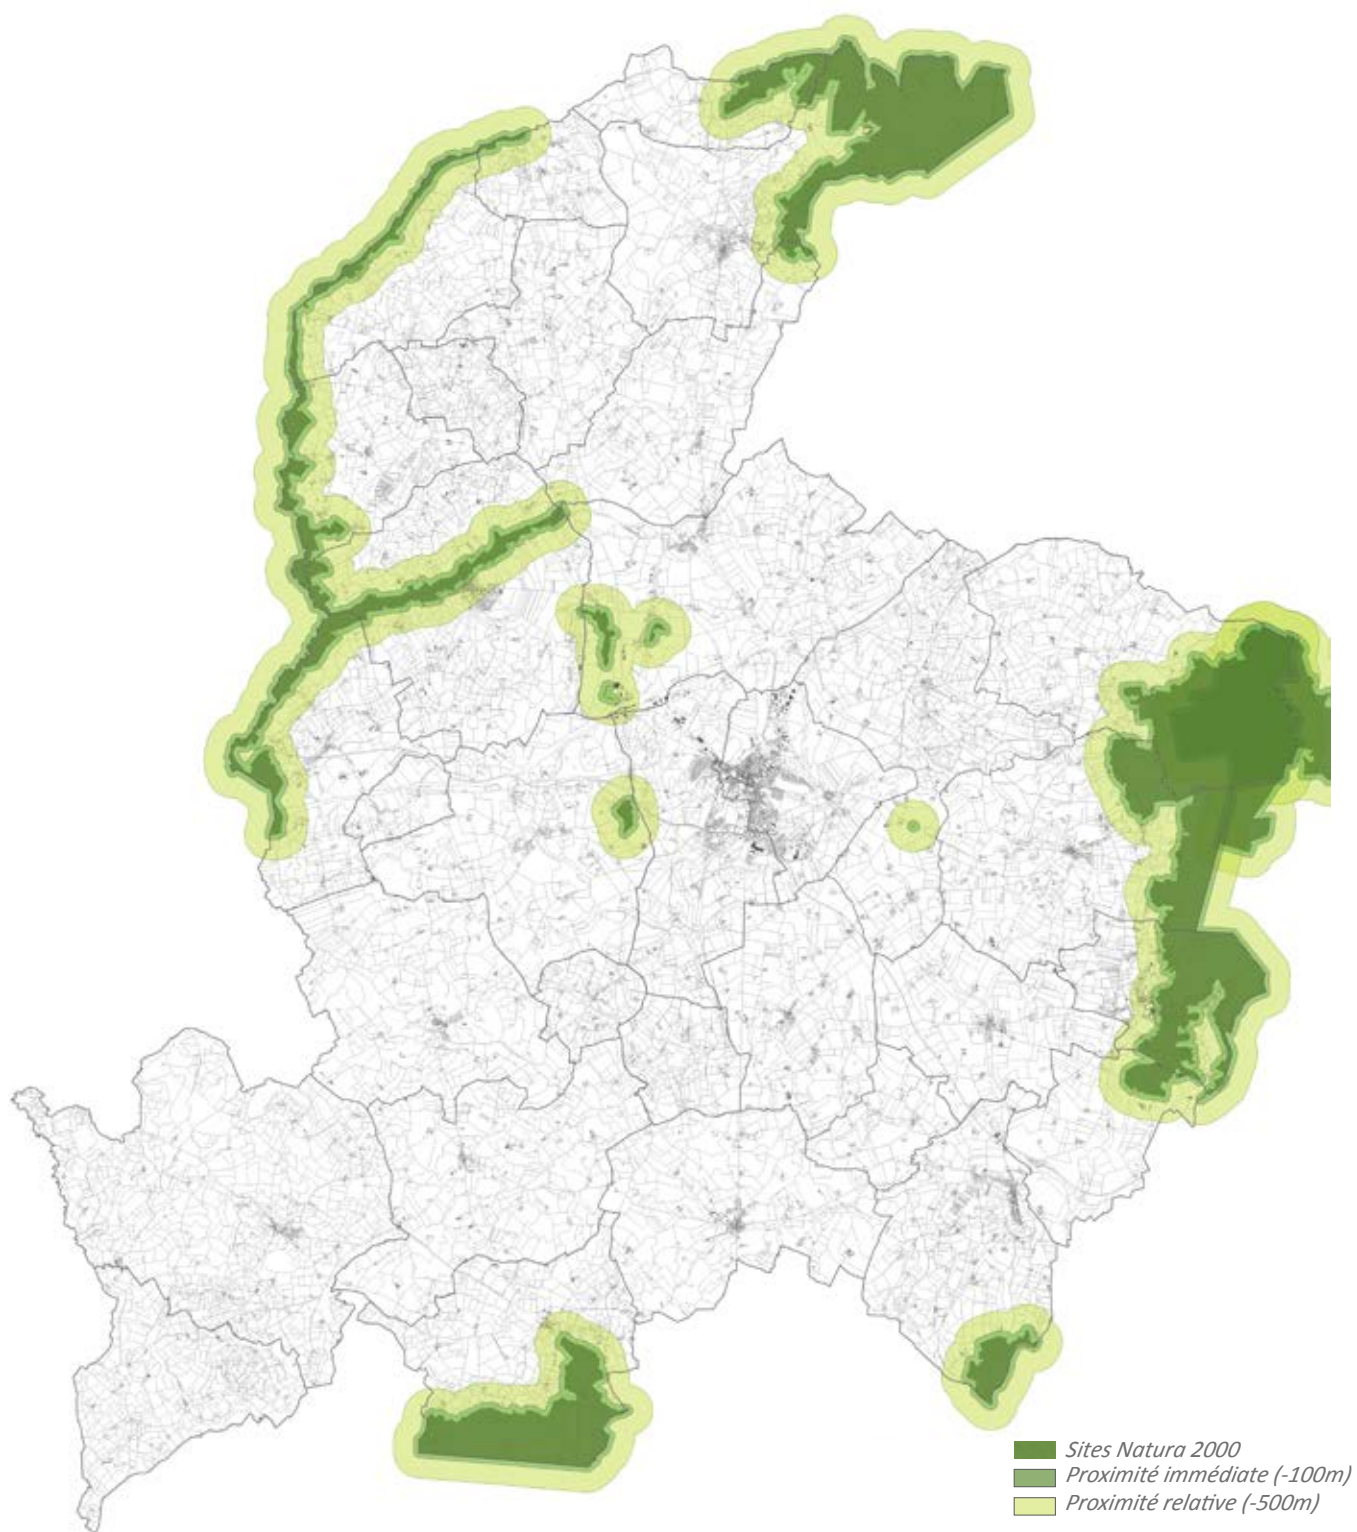 Sites Natura 2000
Proximité immédiate (-100m)
Proximité relative (-500m)